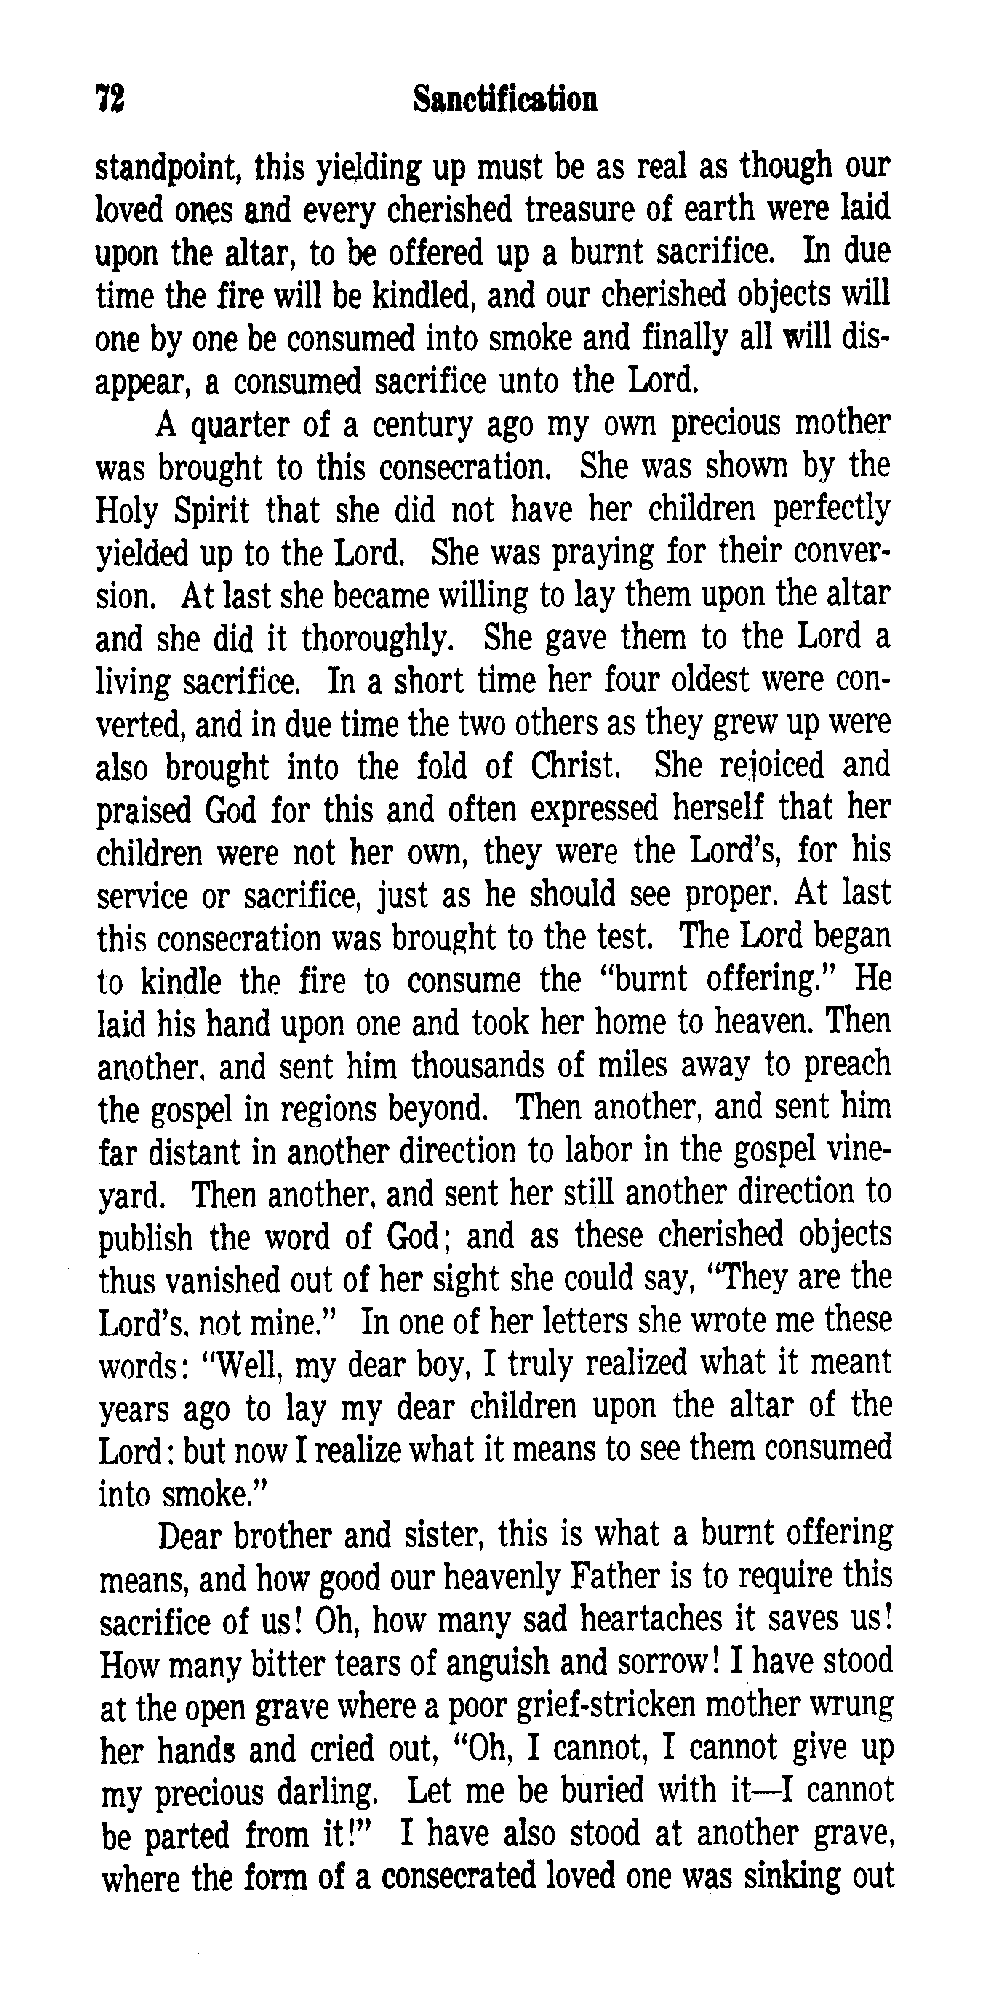 72 Sanctification
standpoint, this yielding up must be as real as though our
loved ones and every cherished treasure of earth were laid
upon the altar, to be offered up a burnt sacrifice. In due
time the fire will be kindled, and our cherished objects will
one by one be consumed into smoke and finally all will dis-
appear, a consumed sacrifice unto the Lord.
A quarter of a century ago my own precious mother
was brought to this consecration. She was shown by the
Holy Spirit that she did not have her children perfectly
yielded up to the Lord. She was praying for their conver-
sion. At last she became willing to lay them upon the altar
and she did it thoroughly. She gave them to the Lord a
living sacrifice. In a short time her four oldest were con-
verted, and in due time the two others as they grew up were
also brought into the fold of Christ. She rejoiced and
praised God for this and often expressed herself that her
children were not her own, they were the Lord's, for his
service or sacrifice, just as he should see proper. At last
this consecration was brought to the test. The Lord began
to kindle the fire to consume the "burnt offering." He
laid his hand upon one and took her home to heaven. Then
another. and sent him thousands of miles away to preach
the gospel in regions beyond. Then another, and sent him
far distant in another direction to labor in the gospel vine-
yard. Then another, and sent her still another direction to
publish the word of God; and as these cherished objects
thus vanished out of her sight she could say, "They are the
Lord's. not mine." In one of her letters she wrote me these
words: "Well, my dear boy, I truly realized what it meant
years ago to lay my dear children upon the altar of the
Lord: but now I realize what it means to see them consumed
into smoke."
Dear brother and sister, this is what a burnt offering
means, and how good our heavenly Father is to require this
sacrifice of us! Oh, how many sad heartaches it saves us!
How many bitter tears of anguish and sorrow! I have stood
at the open grave where a poor grief-stricken mother wrung
her hands and cried out, "Oh, I cannot, I cannot give up
my precious darling. Let me be buried with it—I cannot
be parted from it!" I have also stood at another grave,
where the form of a consecrated loved one was sinking out